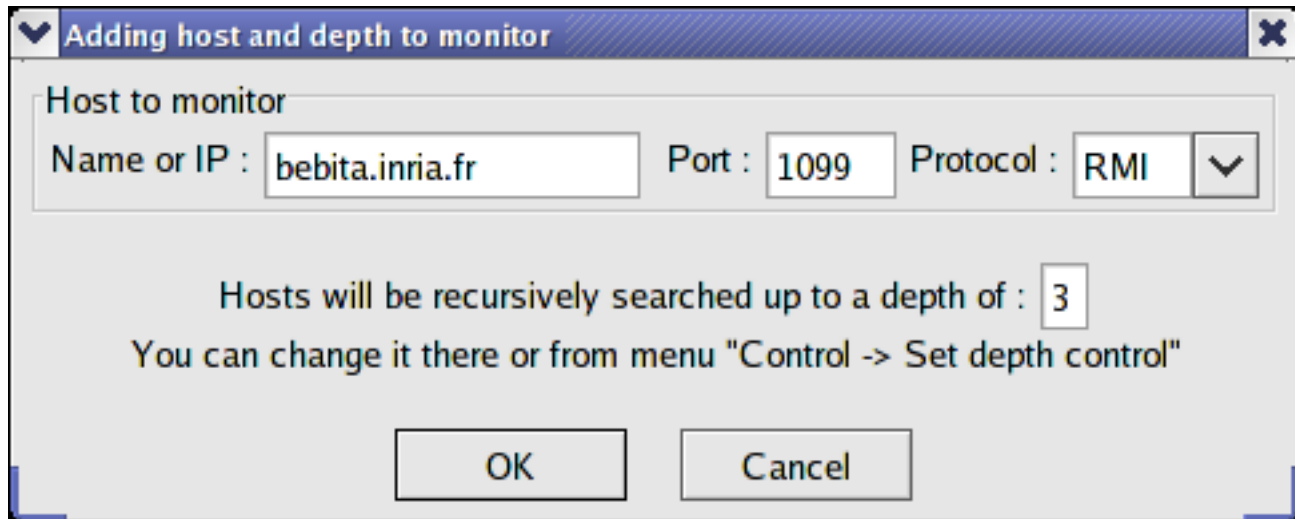 Adding host and depth to monitor
Host to monitor
Name or IP : bebita.inria.fr Port : 1099 Protocol : RMI
Hosts will be recursively searched up to a depth of : 3
You can change it there or from menu "Control -> Set depth control"
OK Cancel